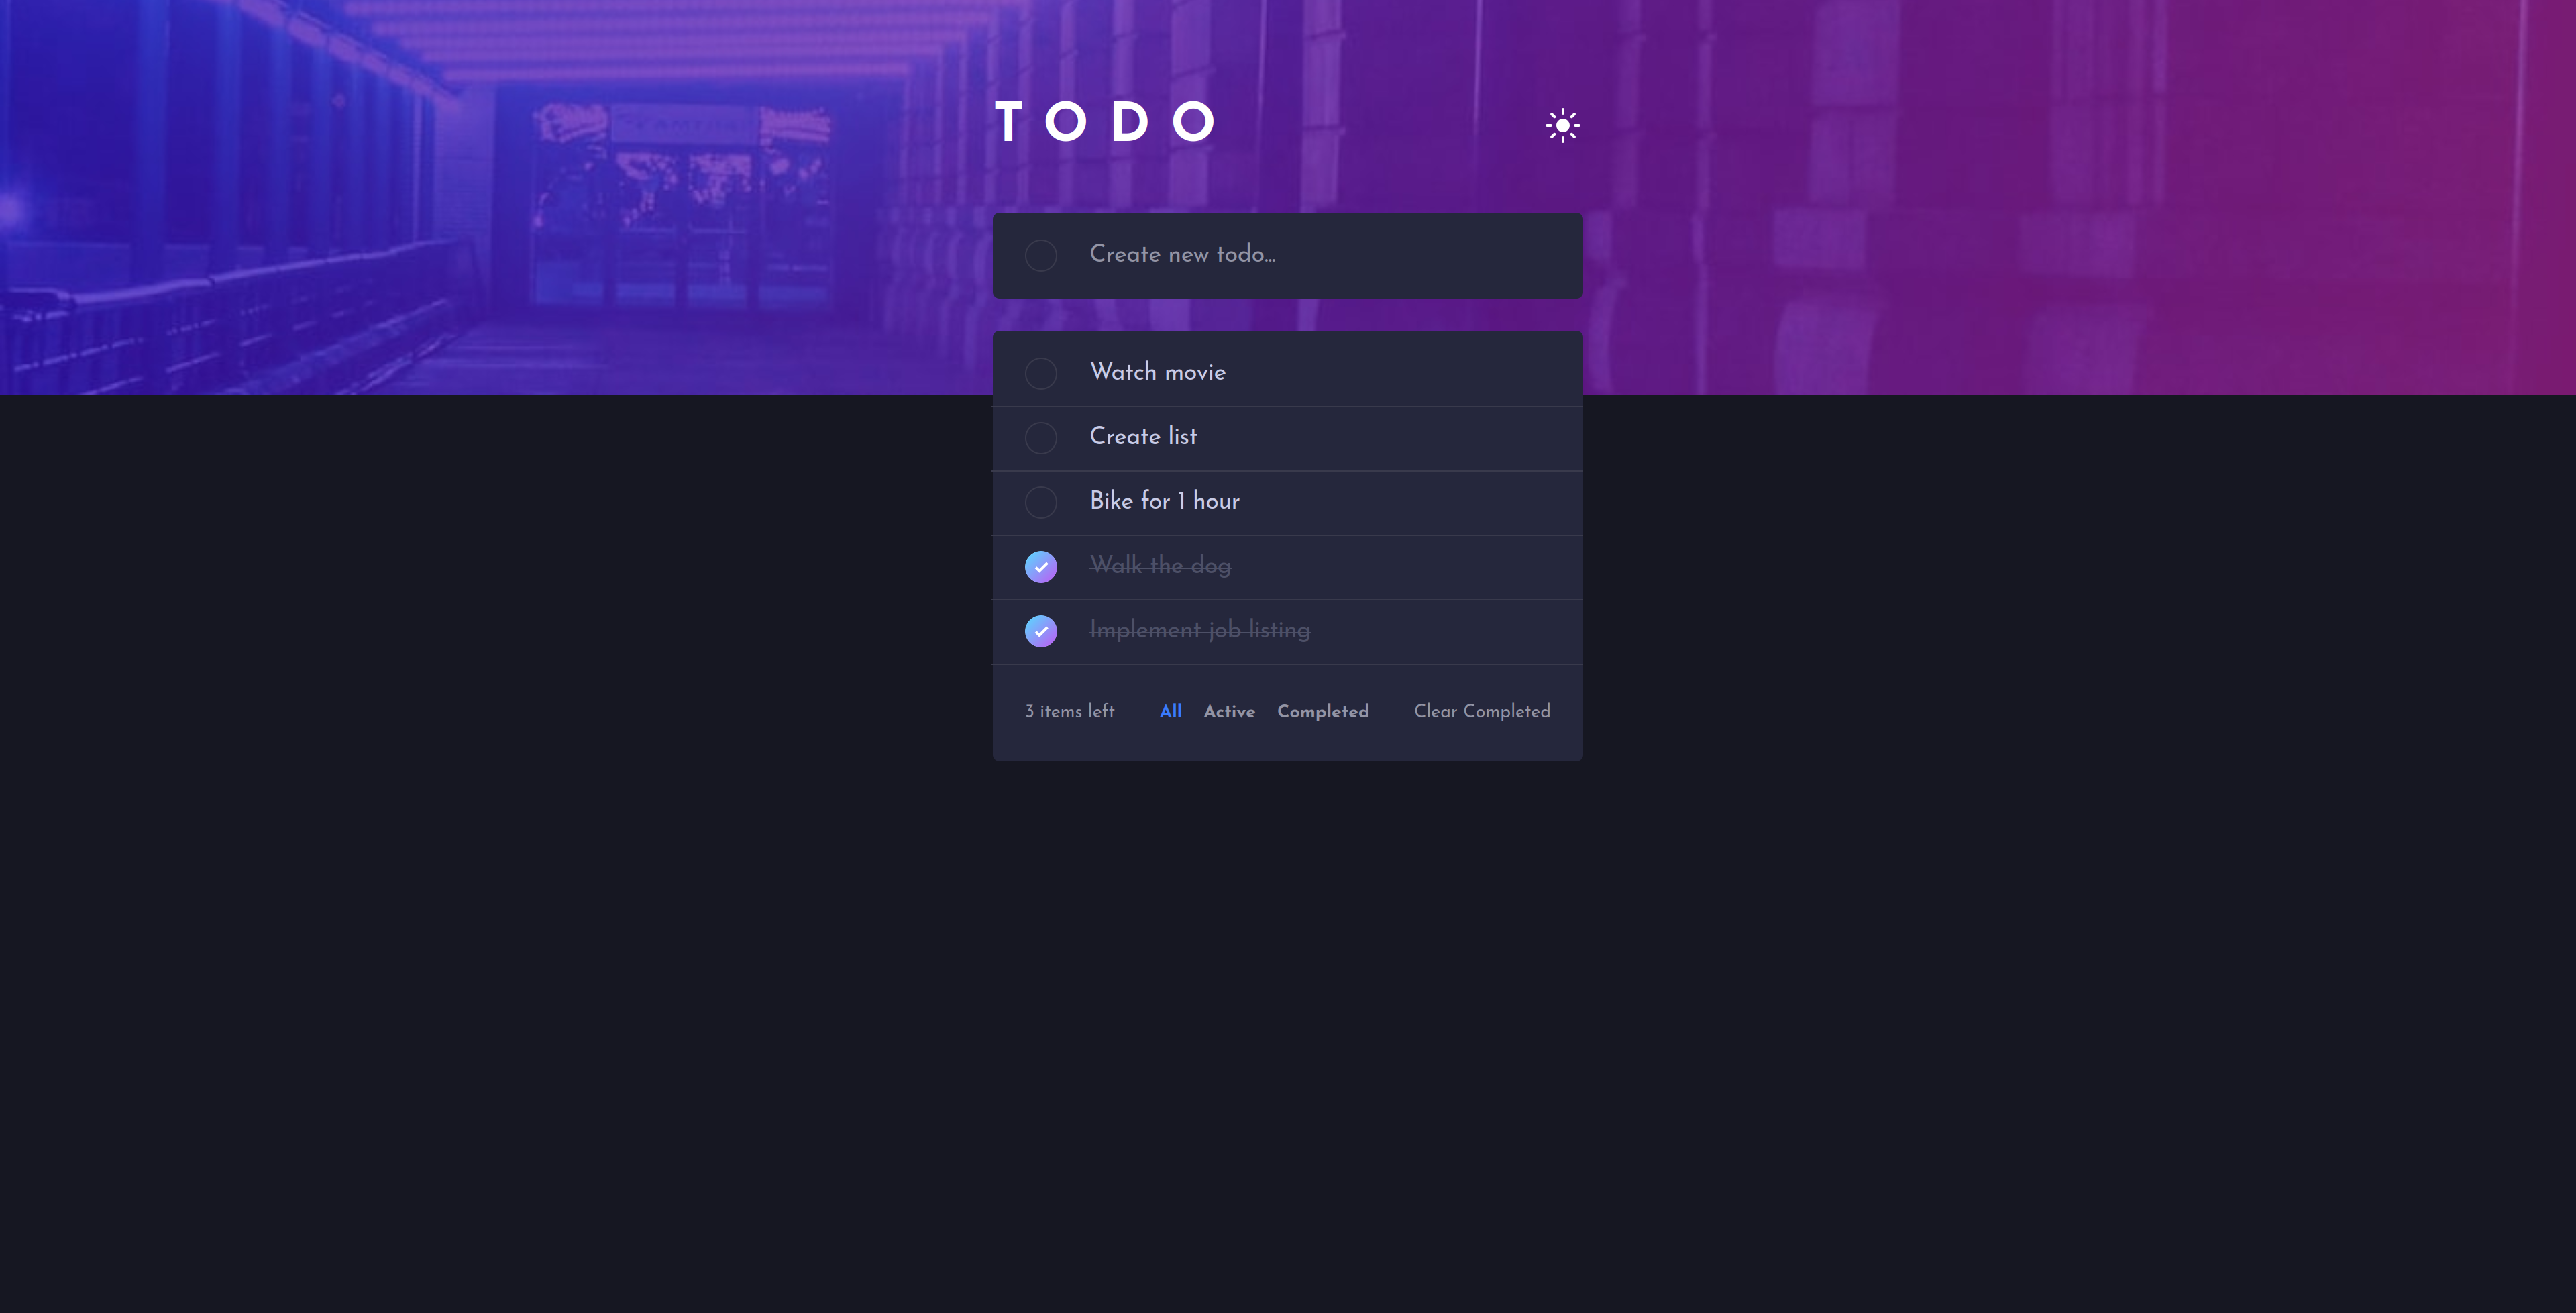 TODO
Create new todo...
Watch movie
Create list
Bike for 1 hour
Walk the dog
Implement job listing
3 items left All Active Completed Clear Completed